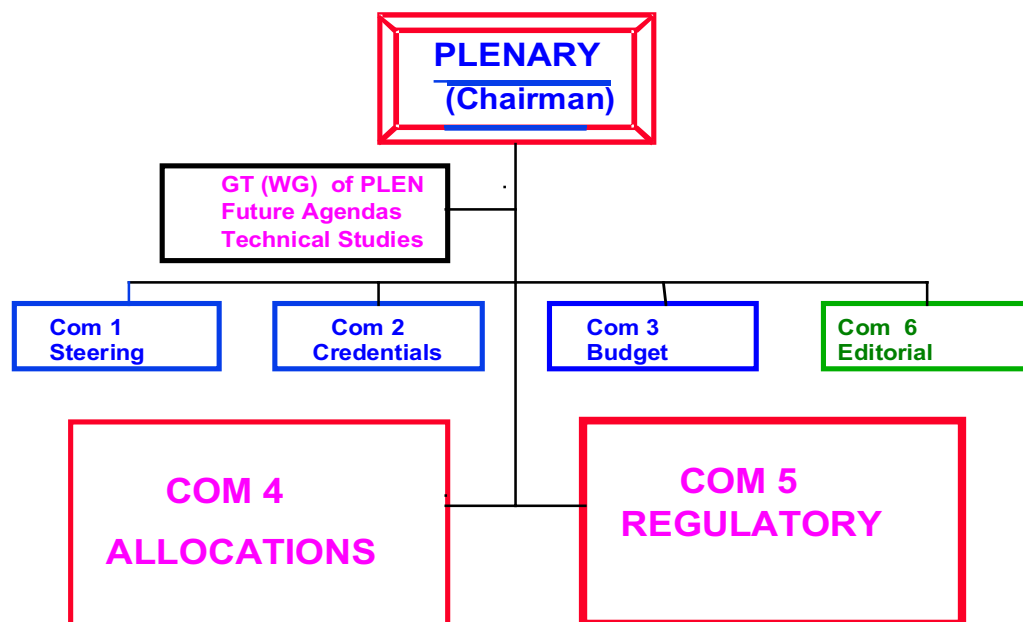 PLENARY
(Chairman)
GT (WG) of PLEN
Future Agendas
Technical Studies
Com 1
Steering
Com 2
Credentials
Com 3
Budget
Com 6
Editorial
COM 4
ALLOCATIONS
COM 5
REGULATORY